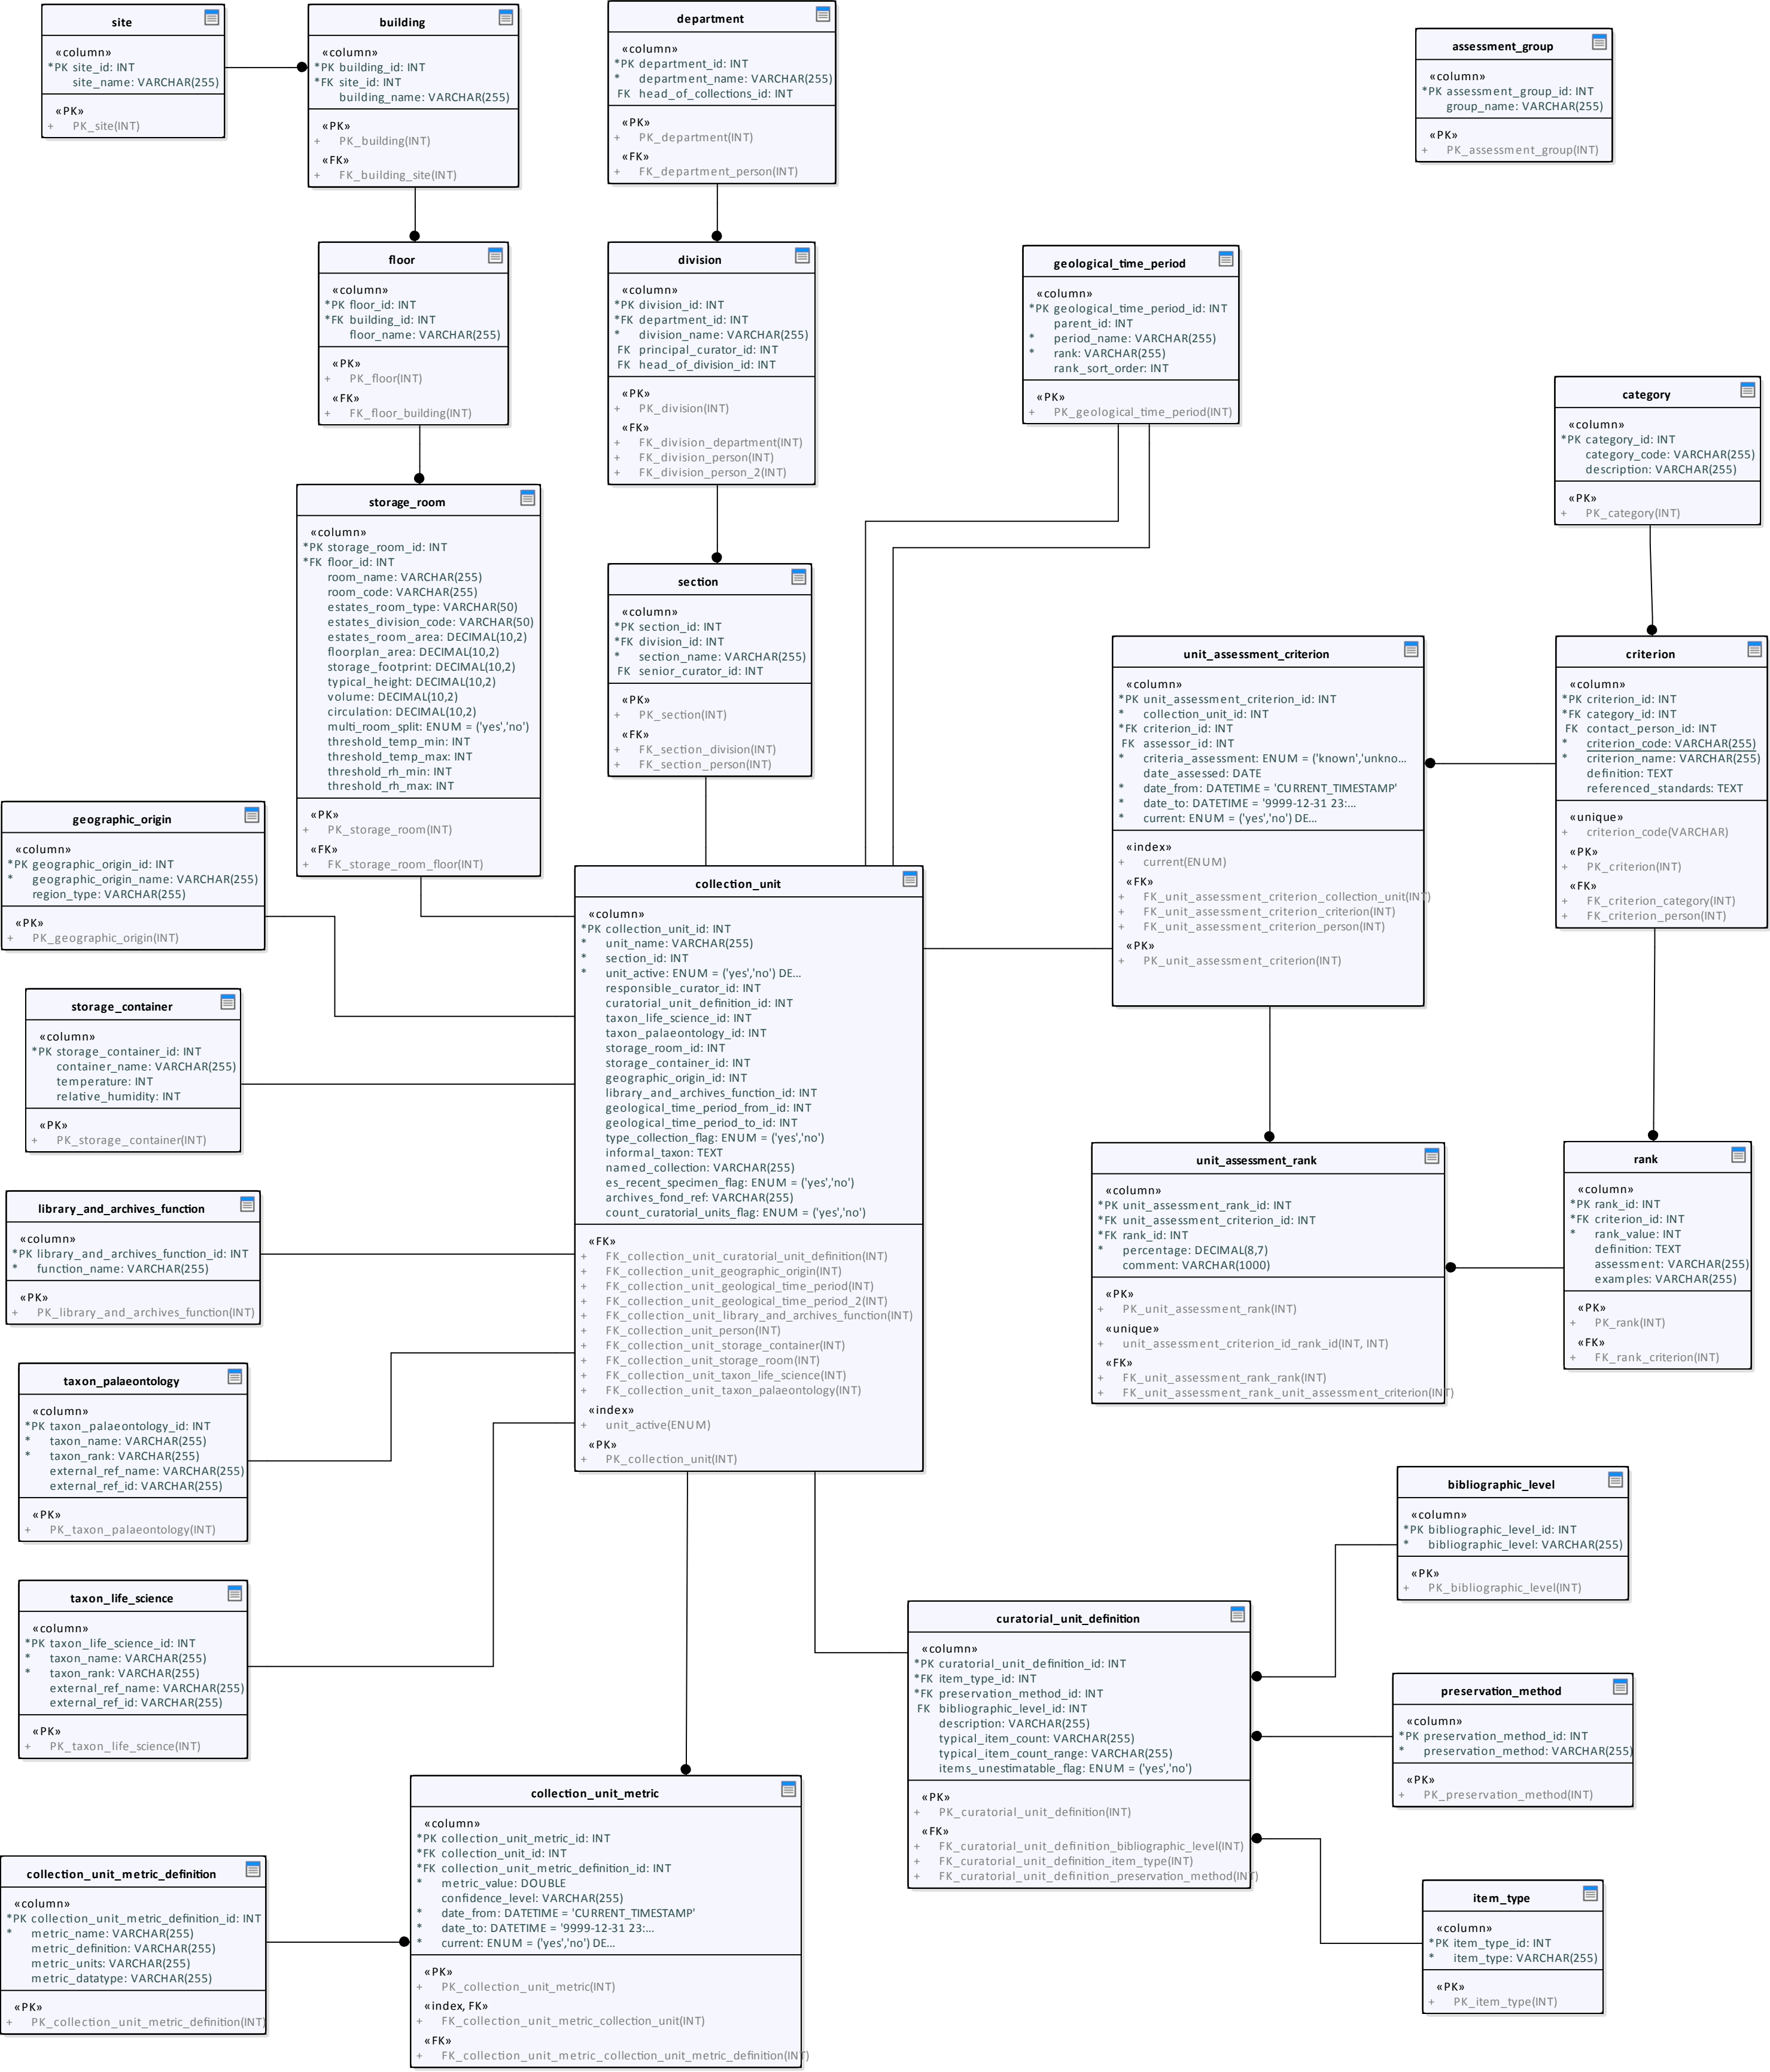 site
«column»
*PK site_id: INT
site_name: VARCHAR(255)
«PK»
+ PK_site(INT)
building
«column»
*PK building_id: INT
*FK site_id: INT
building_name: VARCHAR(255)
«PK»
+ PK_building(INT)
«FK»
+ FK_building_site(INT)
department
«column»
*PK department_id: INT
* department_name: VARCHAR(255)
FK head_of_collections_id: INT
«PK»
+ PK_department(INT)
«FK»
+ FK_department_person(INT)
assessment_group
«column»
*PK assessment_group_id: INT
group_name: VARCHAR(255)
«PK»
+ PK_assessment_group(INT)
floor
«column»
*PK floor_id: INT
*FK building_id: INT
floor_name: VARCHAR(255)
«PK»
+ PK_floor(INT)
«FK»
+ FK_floor_building(INT)
division
«column»
*PK division_id: INT
*FK department_id: INT
* division_name: VARCHAR(255)
FK principal_curator_id: INT
FK head_of_division_id: INT
«PK»
+ PK_division(INT)
«FK»
+ FK_division_department(INT)
+ FK_division_person(INT)
+ FK_division_person_2(INT)
geological_time_period
«column»
*PK geological_time_period_id: INT
parent_id: INT
* period_name: VARCHAR(255)
* rank: VARCHAR(255)
rank_sort_order: INT
«PK»
+ PK_geological_time_period(INT)
category
«column»
*PK category_id: INT
category_code: VARCHAR(255)
description: VARCHAR(255)
«PK»
+ PK_category(INT)
storage_room
«column»
*PK storage_room_id: INT
*FK floor_id: INT
room_name: VARCHAR(255)
room_code: VARCHAR(255)
estates_room_type: VARCHAR(50)
estates_division_code: VARCHAR(50)
estates_room_area: DECIMAL(10,2)
floorplan_area: DECIMAL(10,2)
storage_footprint: DECIMAL(10,2)
typical_height: DECIMAL(10,2)
volume: DECIMAL(10,2)
circulation: DECIMAL(10,2)
multi_room_split: ENUM = ('yes','no')
threshold_temp_min: INT
threshold_temp_max: INT
threshold_rh_min: INT
threshold_rh_max: INT
«PK»
+ PK_storage_room(INT)
«FK»
+ FK_storage_room_floor(INT)
section
«column»
*PK section_id: INT
*FK division_id: INT
* section_name: VARCHAR(255)
FK senior_curator_id: INT
«PK»
+ PK_section(INT)
«FK»
+ FK_section_division(INT)
+ FK_section_person(INT)
unit_assessment_criterion
«column»
*PK unit_assessment_criterion_id: INT
* collection_unit_id: INT
*FK criterion_id: INT
FK assessor_id: INT
* criteria_assessment: ENUM = ('known','unkno...
date_assessed: DATE
* date_from: DATETIME = 'CURRENT_TIMESTAMP'
* date_to: DATETIME = '9999-12-31 23:...
* current: ENUM = ('yes','no') DE...
«index»
+ current(ENUM)
«FK»
+ FK_unit_assessment_criterion_collection_unit(INT)
+ FK_unit_assessment_criterion_criterion(INT)
+ FK_unit_assessment_criterion_person(INT)
«PK»
+ PK_unit_assessment_criterion(INT)
criterion
«column»
*PK criterion_id: INT
*FK category_id: INT
FK contact_person_id: INT
* criterion_code: VARCHAR(255)
* criterion_name: VARCHAR(255)
definition: TEXT
referenced_standards: TEXT
«unique»
+ criterion_code(VARCHAR)
«PK»
+ PK_criterion(INT)
«FK»
+ FK_criterion_category(INT)
+ FK_criterion_person(INT)
geographic_origin
«column»
*PK geographic_origin_id: INT
* geographic_origin_name: VARCHAR(255)
region_type: VARCHAR(255)
«PK»
+ PK_geographic_origin(INT)
collection_unit
«column»
*PK collection_unit_id: INT
* unit_name: VARCHAR(255)
* section_id: INT
* unit_active: ENUM = ('yes','no') DE...
responsible_curator_id: INT
curatorial_unit_definition_id: INT
taxon_life_science_id: INT
taxon_palaeontology_id: INT
storage_room_id: INT
storage_container_id: INT
geographic_origin_id: INT
library_and_archives_function_id: INT
geological_time_period_from_id: INT
geological_time_period_to_id: INT
type_collection_flag: ENUM = ('yes','no')
informal_taxon: TEXT
named_collection: VARCHAR(255)
es_recent_specimen_flag: ENUM = ('yes','no')
archives_fond_ref: VARCHAR(255)
count_curatorial_units_flag: ENUM = ('yes','no')
«FK»
+ FK_collection_unit_curatorial_unit_definition(INT)
+ FK_collection_unit_geographic_origin(INT)
+ FK_collection_unit_geological_time_period(INT)
+ FK_collection_unit_geological_time_period_2(INT)
+ FK_collection_unit_library_and_archives_function(INT)
+ FK_collection_unit_person(INT)
+ FK_collection_unit_storage_container(INT)
+ FK_collection_unit_storage_room(INT)
+ FK_collection_unit_taxon_life_science(INT)
+ FK_collection_unit_taxon_palaeontology(INT)
«index»
+ unit_active(ENUM)
«PK»
+ PK_collection_unit(INT)
storage_container
«column»
*PK storage_container_id: INT
container_name: VARCHAR(255)
temperature: INT
relative_humidity: INT
«PK»
+ PK_storage_container(INT)
library_and_archives_function
«column»
*PK library_and_archives_function_id: INT
* function_name: VARCHAR(255)
«PK»
+ PK_library_and_archives_function(INT)
unit_assessment_rank
«column»
*PK unit_assessment_rank_id: INT
*FK unit_assessment_criterion_id: INT
*FK rank_id: INT
* percentage: DECIMAL(8,7)
comment: VARCHAR(1000)
«PK»
+ PK_unit_assessment_rank(INT)
«unique»
+ unit_assessment_criterion_id_rank_id(INT, INT)
«FK»
+ FK_unit_assessment_rank_rank(INT)
+ FK_unit_assessment_rank_unit_assessment_criterion(INT)
rank
«column»
*PK rank_id: INT
*FK criterion_id: INT
* rank_value: INT
definition: TEXT
assessment: VARCHAR(255)
examples: VARCHAR(255)
«PK»
+ PK_rank(INT)
«FK»
+ FK_rank_criterion(INT)
taxon_palaeontology
«column»
*PK taxon_palaeontology_id: INT
* taxon_name: VARCHAR(255)
* taxon_rank: VARCHAR(255)
external_ref_name: VARCHAR(255)
external_ref_id: VARCHAR(255)
«PK»
+ PK_taxon_palaeontology(INT)
taxon_life_science
«column»
*PK taxon_life_science_id: INT
* taxon_name: VARCHAR(255)
* taxon_rank: VARCHAR(255)
external_ref_name: VARCHAR(255)
external_ref_id: VARCHAR(255)
«PK»
+ PK_taxon_life_science(INT)
bibliographic_level
«column»
*PK bibliographic_level_id: INT
* bibliographic_level: VARCHAR(255)
«PK»
+ PK_bibliographic_level(INT)
curatorial_unit_definition
«column»
*PK curatorial_unit_definition_id: INT
*FK item_type_id: INT
*FK preservation_method_id: INT
FK bibliographic_level_id: INT
description: VARCHAR(255)
typical_item_count: VARCHAR(255)
typical_item_count_range: VARCHAR(255)
items_unestimatable_flag: ENUM = ('yes','no')
«PK»
+ PK_curatorial_unit_definition(INT)
«FK»
+ FK_curatorial_unit_definition_bibliographic_level(INT)
+ FK_curatorial_unit_definition_item_type(INT)
+ FK_curatorial_unit_definition_preservation_method(INT)
preservation_method
«column»
*PK preservation_method_id: INT
* preservation_method: VARCHAR(255)
«PK»
+ PK_preservation_method(INT)
collection_unit_metric
«column»
*PK collection_unit_metric_id: INT
*FK collection_unit_id: INT
*FK collection_unit_metric_definition_id: INT
* metric_value: DOUBLE
confidence_level: VARCHAR(255)
* date_from: DATETIME = 'CURRENT_TIMESTAMP'
* date_to: DATETIME = '9999-12-31 23:...
* current: ENUM = ('yes','no') DE...
«PK»
+ PK_collection_unit_metric(INT)
«index, FK»
+ FK_collection_unit_metric_collection_unit(INT)
«FK»
+ FK_collection_unit_metric_collection_unit_metric_definition(INT)
collection_unit_metric_definition
«column»
*PK collection_unit_metric_definition_id: INT
* metric_name: VARCHAR(255)
metric_definition: VARCHAR(255)
metric_units: VARCHAR(255)
metric_datatype: VARCHAR(255)
«PK»
+ PK_collection_unit_metric_definition(INT)
item_type
«column»
*PK item_type_id: INT
* item_type: VARCHAR(255)
«PK»
+ PK_item_type(INT)